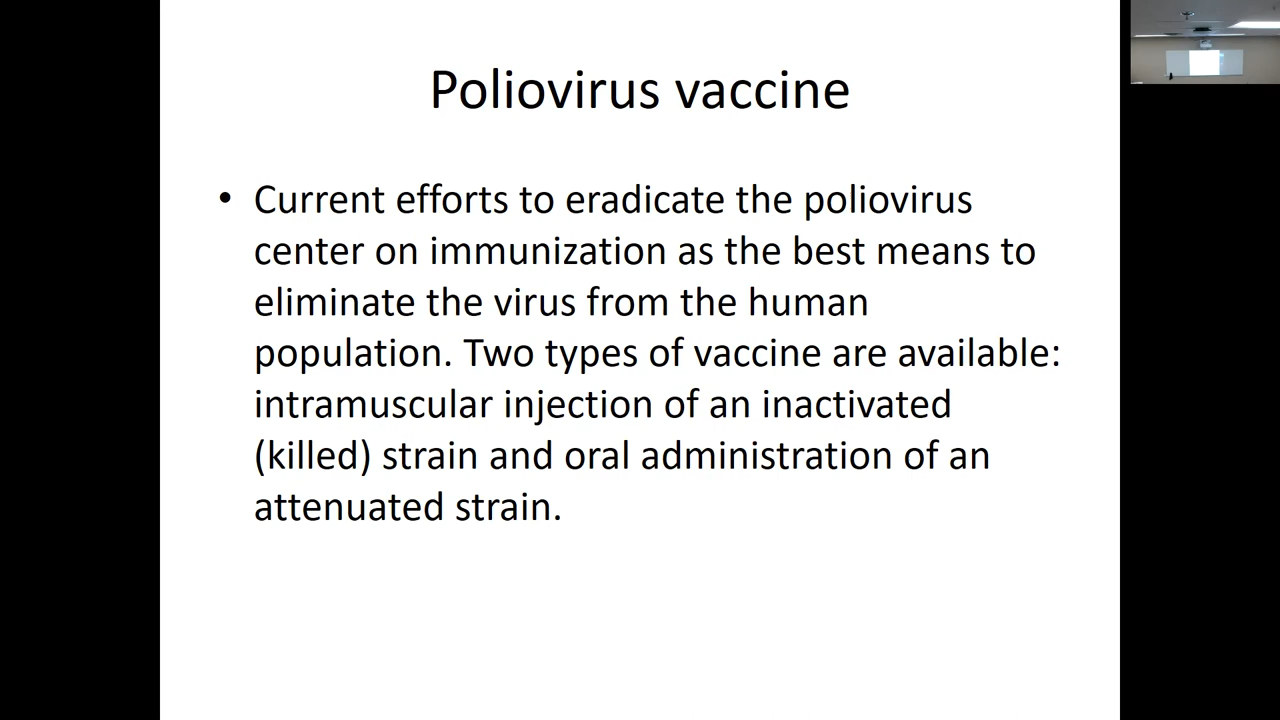 Poliovirus vaccine
• Current efforts to eradicate the poliovirus
center on immunization as the best means to
eliminate the virus from the human
population. Two types of vaccine are available:
intramuscular injection of an inactivated
(killed) strain and oral administration of an
attenuated strain.